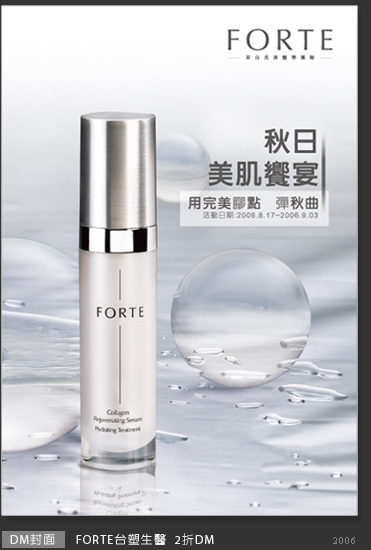 FORTE
秋日
美肌饗宴
用完美膠點 彈秋曲
活動日期:2006.8.17~2006.9.03
FORTE
Collagen
Rejuvenating Serum
Hydrating Treatment
DM封面 FORTE台塑生醫 2折DM 2006